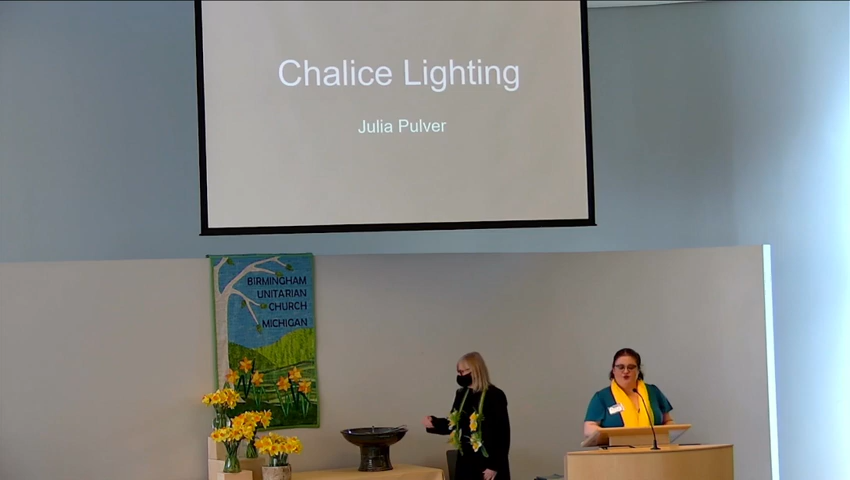 Chalice Lighting
Julia Pulver
BIRMINGHAM
UNITARIAN
CHURCH
MICHIGAN